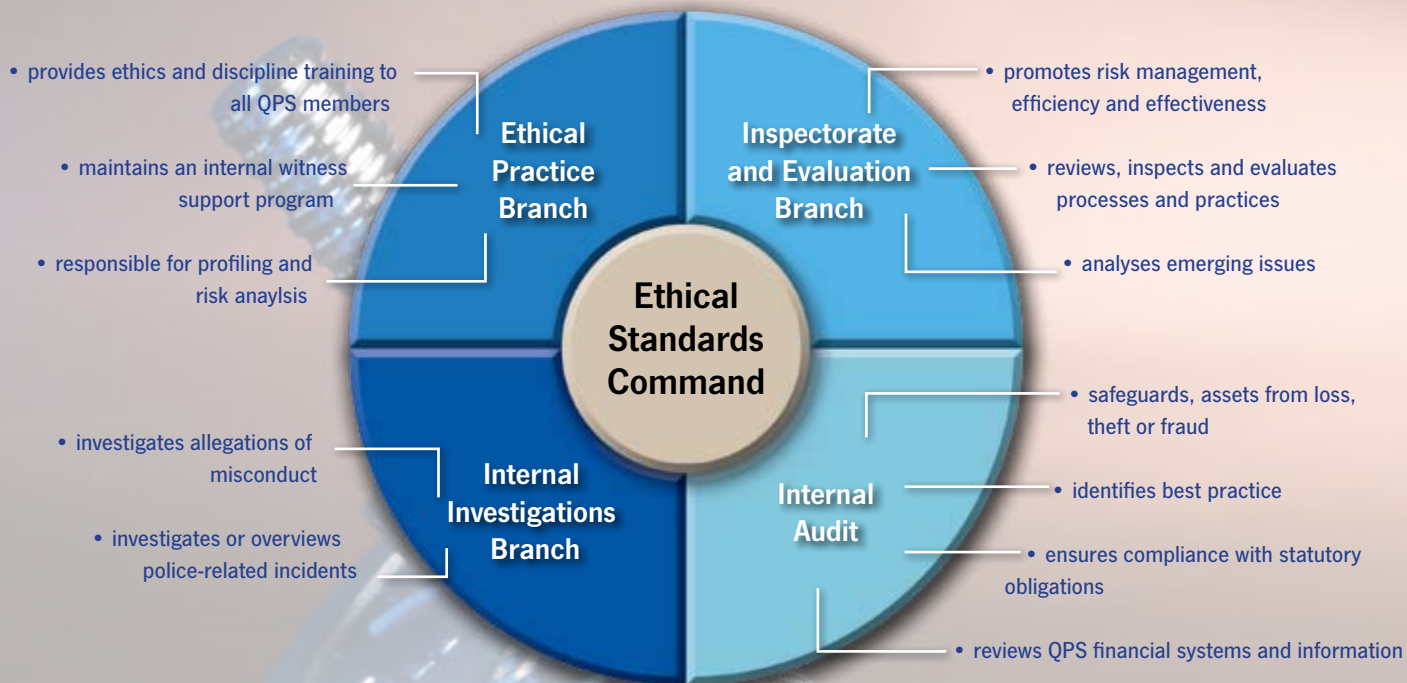 • provides ethics and discipline training to
all QPS members
• maintains an internal witness
support program
• responsible for profiling and
risk anaylsis
Ethical
Practice
Branch
Inspectorate
and Evaluation
Branch
• promotes risk management,
efficiency and effectiveness
• reviews, inspects and evaluates
processes and practices
• analyses emerging issues
Ethical
Standards
Command
• investigates allegations of
misconduct
• investigates or overviews
police-related incidents
Internal
Investigations
Branch
Internal
Audit
• safeguards, assets from loss,
theft or fraud
• identifies best practice
• ensures compliance with statutory
obligations
• reviews QPS financial systems and information